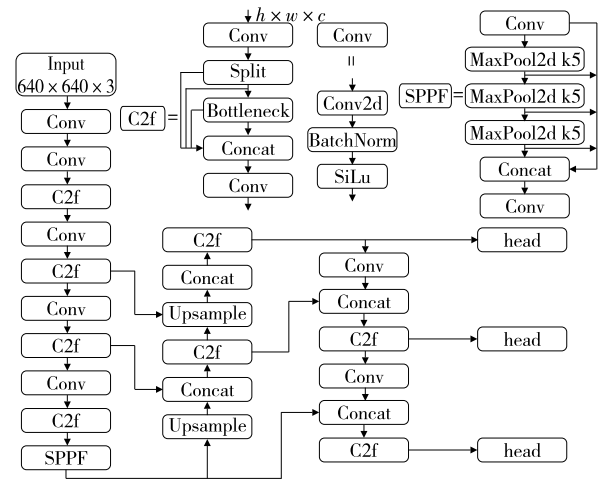 Input
640 × 640 × 3
Conv
Conv
C2f
Conv
C2f
Conv
C2f
Conv
C2f
SPPF
C2f
=
h × w × c
Conv
Split
Bottleneck
Concat
Conv
Conv
=
Conv2d
BatchNorm
SiLu
SPPF
=
Conv
MaxPool2d k5
MaxPool2d k5
MaxPool2d k5
Concat
Conv
C2f
Concat
Upsample
C2f
Concat
Upsample
Conv
Concat
C2f
Conv
Concat
C2f
head
head
head